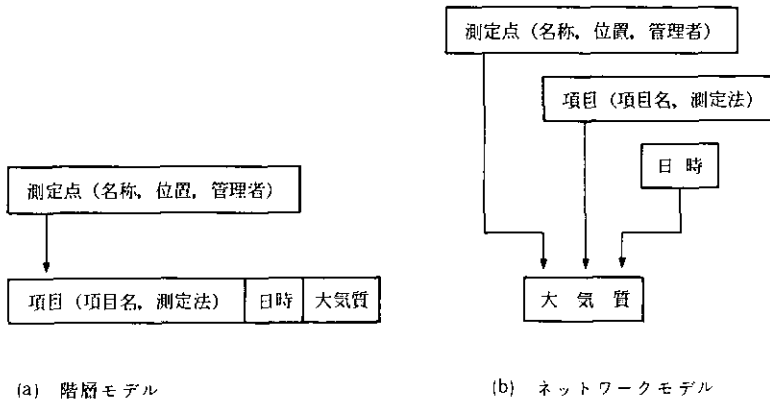 測定点（名称，位置，管理者）
項目（項目名，測定法） 日時 大気質
(a) 階層モデル
測定点（名称，位置，管理者）
項目（項目名，測定法）
日時
大気質
(b) ネットワークモデル